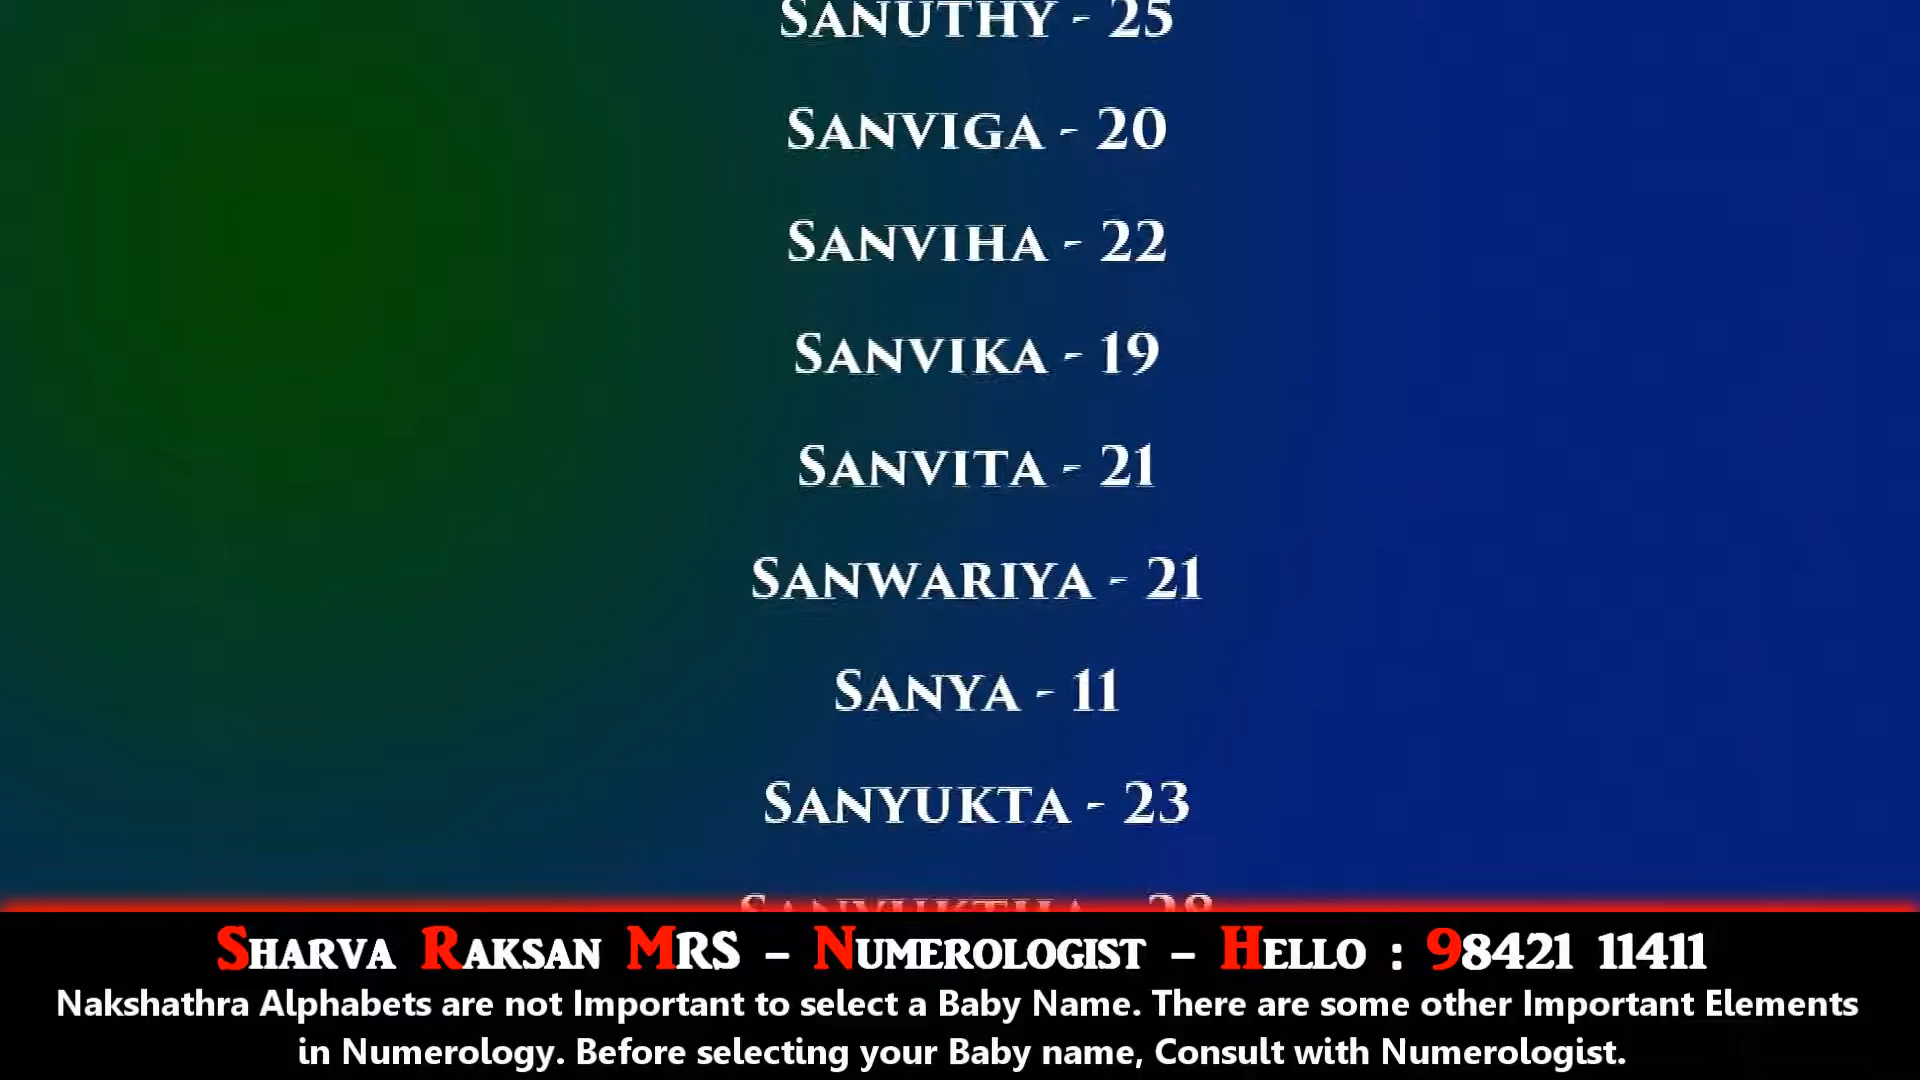 SANUTHY - 25
SANVIGA - 20
SANVIHA - 22
SANVIKA - 19
SANVITA - 21
SANWARIYA - 21
SANYA - 11
SANYUKTA - 23
SANYUKTHA - 28
SHARVA RAKSAN MRS – NUMEROLOGIST – HELLO : 98421 11411
Nakshathra Alphabets are not Important to select a Baby Name. There are some other Important Elements
in Numerology. Before selecting your Baby name, Consult with Numerologist.